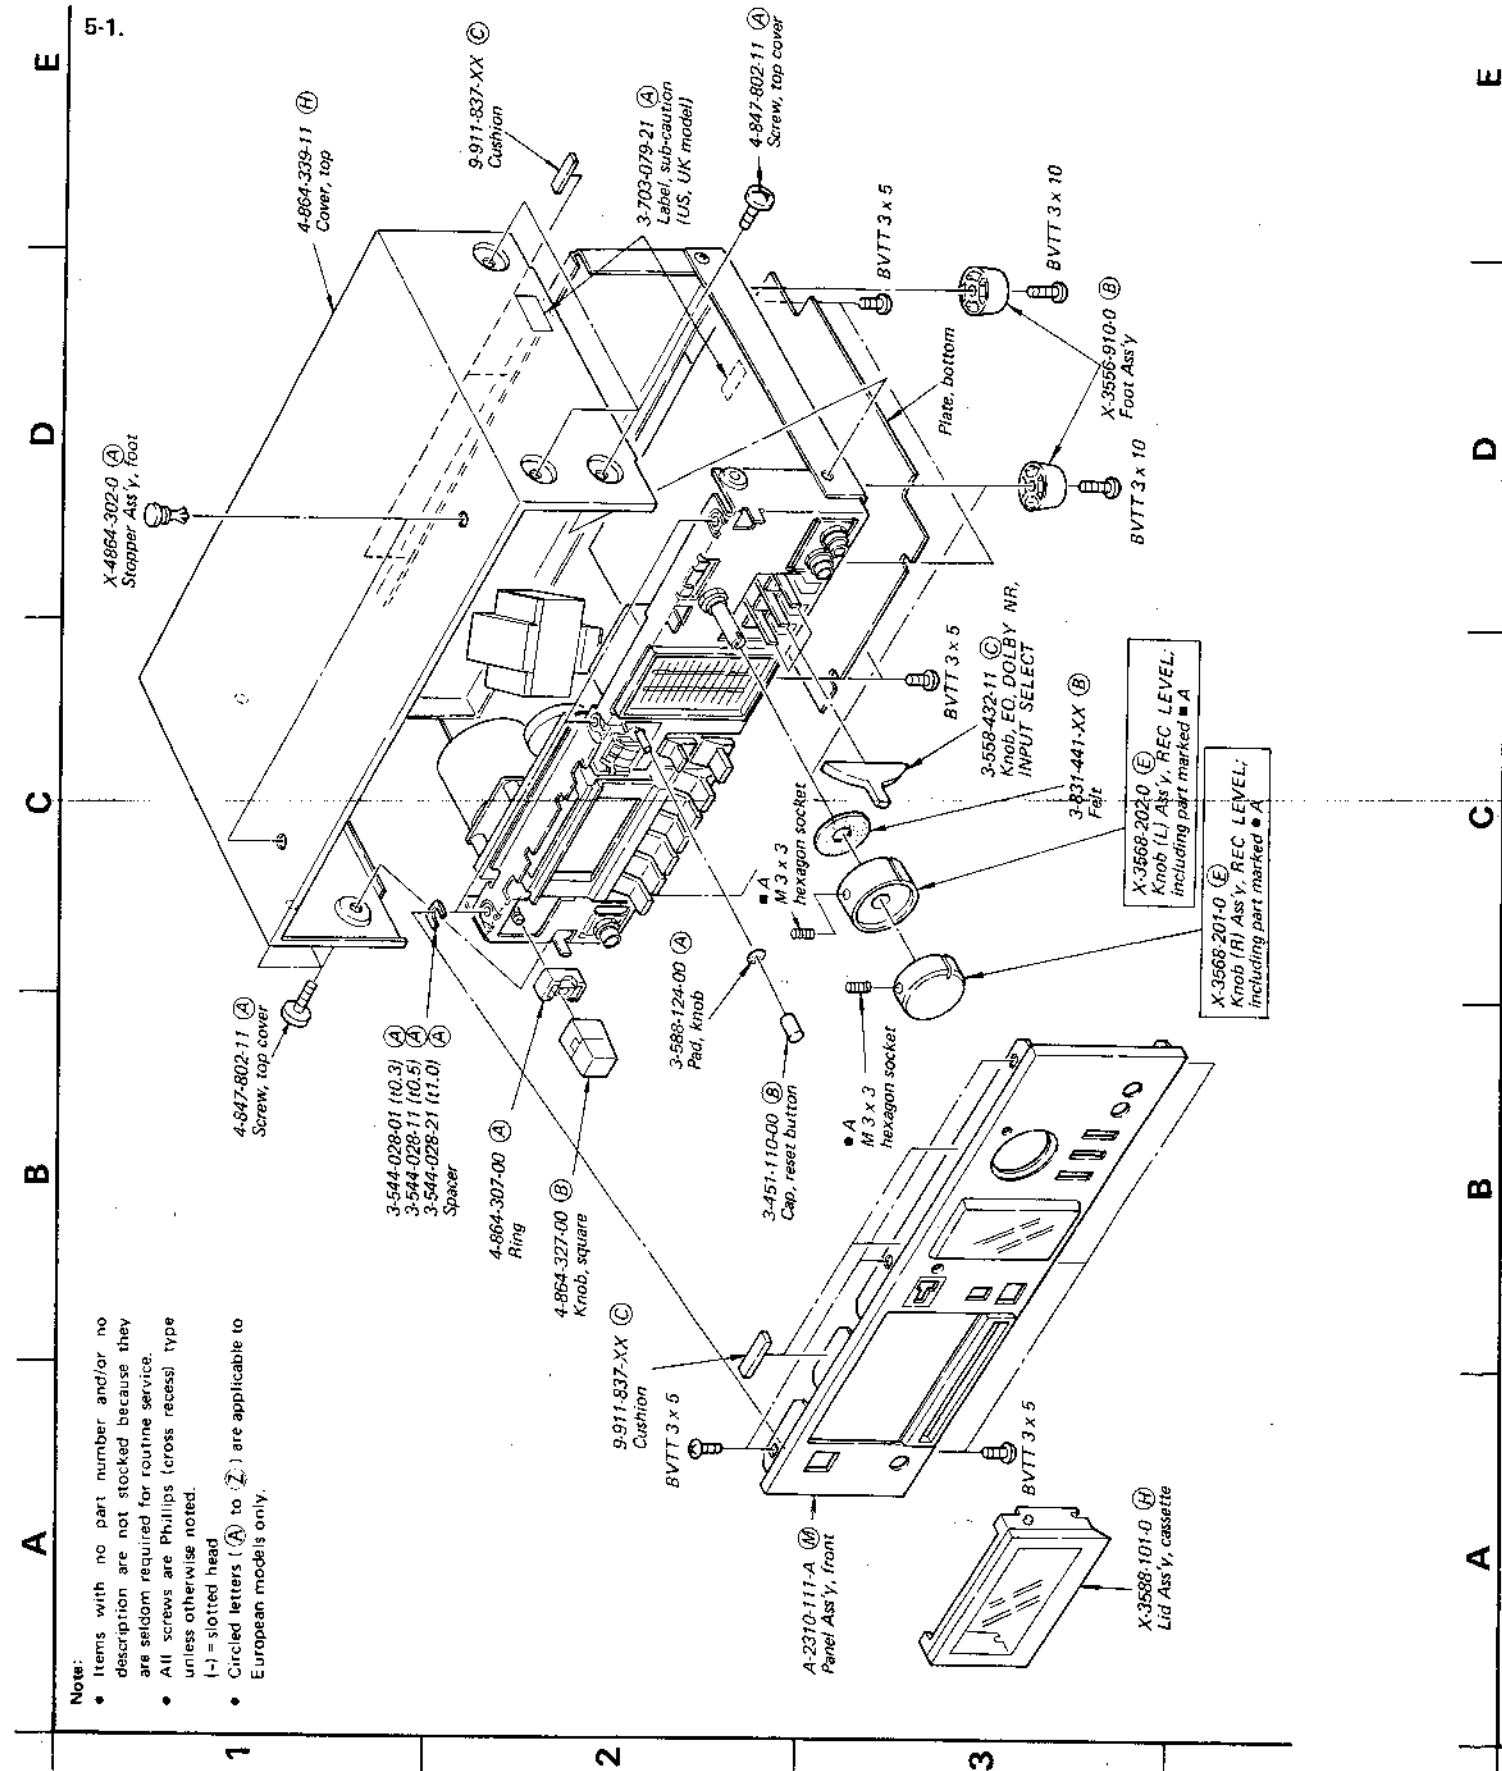 5-1.
A
B
C
D
E
1
2
3
A
B
C
D
E
Note:
• Items with no part number and/or no
description are not stocked because they
are seldom required for routine service.
• All screws are Phillips (cross recess) type
unless otherwise noted.
(-) = slotted head
• Circled letters (Ⓐ to Ⓩ) are applicable to
European models only.
X-4864-302-0 Ⓐ
Stopper Ass'y, foot
4-864-339-11 Ⓗ
Cover, top
9-911-837-XX Ⓒ
Cushion
3-703-079-21 Ⓐ
Label, sub-caution
(US, UK model)
4-847-802-11 Ⓐ
Screw, top cover
4-847-802-11 Ⓐ
Screw, top cover
3-544-028-01 (t0.3) Ⓐ
3-544-028-11 (t0.5) Ⓐ
3-544-028-21 (t1.0) Ⓐ
Spacer
4-864-307-00 Ⓐ
Ring
4-864-327-00 Ⓑ
Knob, square
9-911-837-XX Ⓒ
Cushion
BVTT 3 x 5
3-588-124-00 Ⓐ
Pad, knob
3-451-110-00 Ⓑ
Cap, reset button
■ A
M 3 x 3
hexagon socket
● A
M 3 x 3
hexagon socket
BVTT 3 x 5
BVTT 3 x 10
Plate, bottom
X-3556-910-0 Ⓑ
Foot Ass'y
BVTT 3 x 10
BVTT 3 x 5
3-558-432-11 Ⓒ
Knob, EQ, DOLBY NR,
INPUT SELECT
3-831-441-XX Ⓑ
Felt
X-3568-202-0 Ⓔ
Knob (L) Ass'y, REC LEVEL;
including part marked ■ A
X-3568-201-0 Ⓔ
Knob (R) Ass'y, REC LEVEL;
including part marked ● A
A-2310-111-A Ⓜ
Panel Ass'y, front
BVTT 3 x 5
X-3588-101-0 Ⓗ
Lid Ass'y, cassette